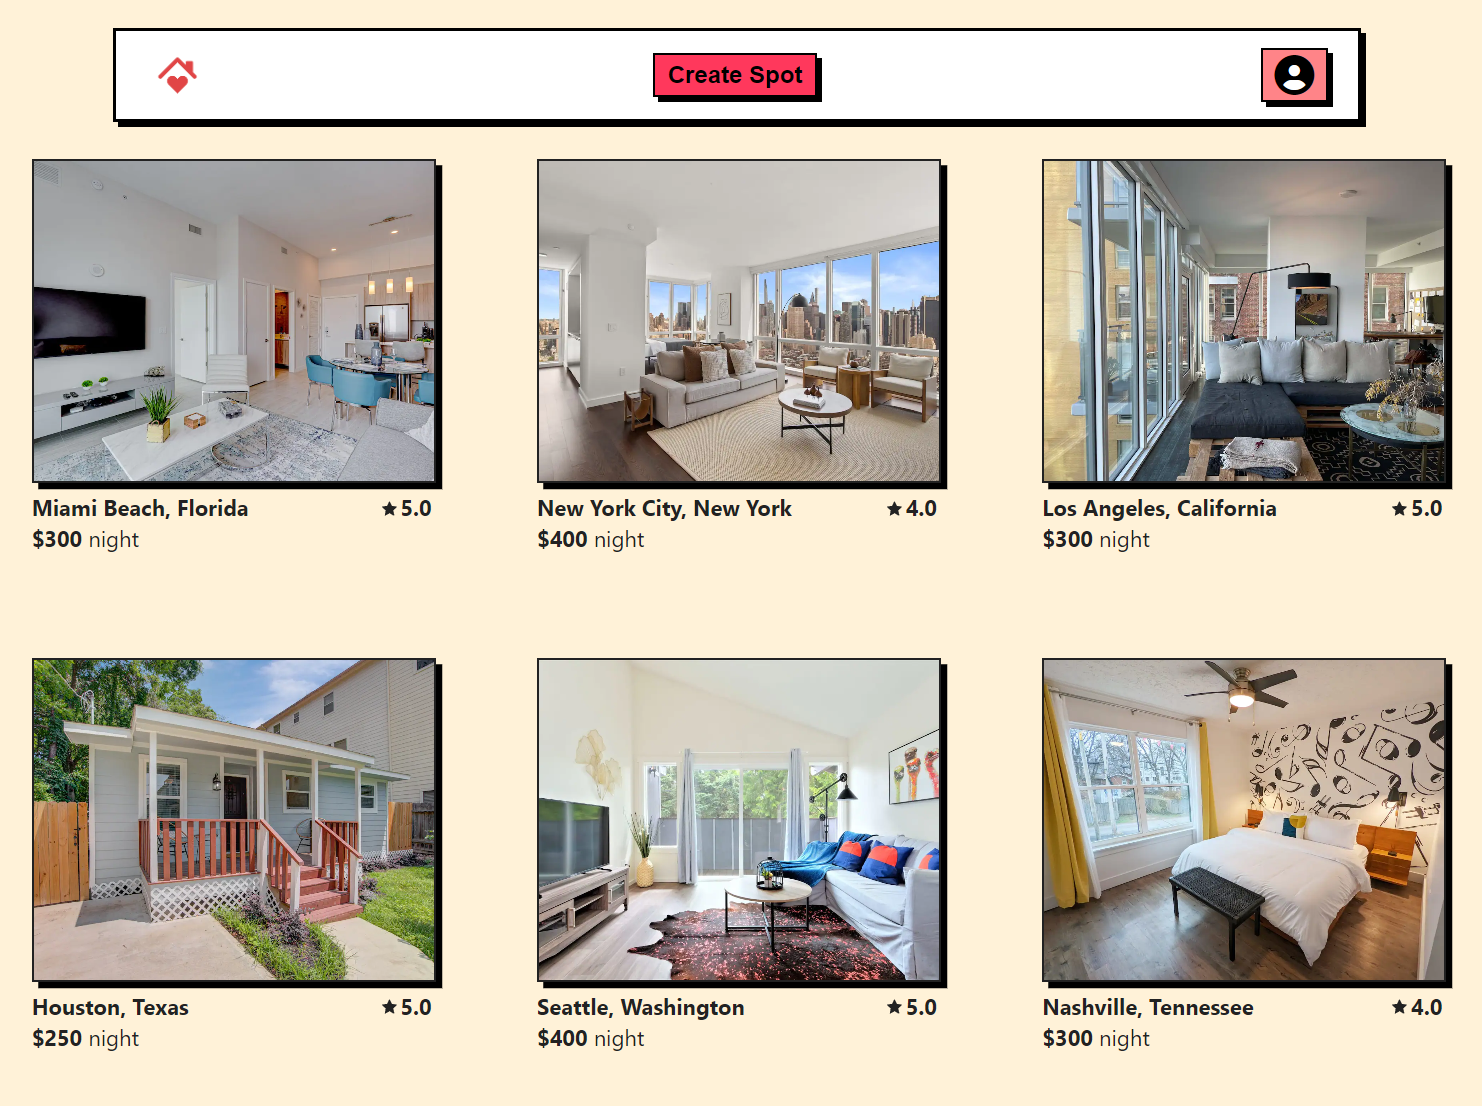 Create Spot
Miami Beach, Florida ★ 5.0
$300 night
New York City, New York ★ 4.0
$400 night
Los Angeles, California ★ 5.0
$300 night
Houston, Texas ★ 5.0
$250 night
Seattle, Washington ★ 5.0
$400 night
Nashville, Tennessee ★ 4.0
$300 night